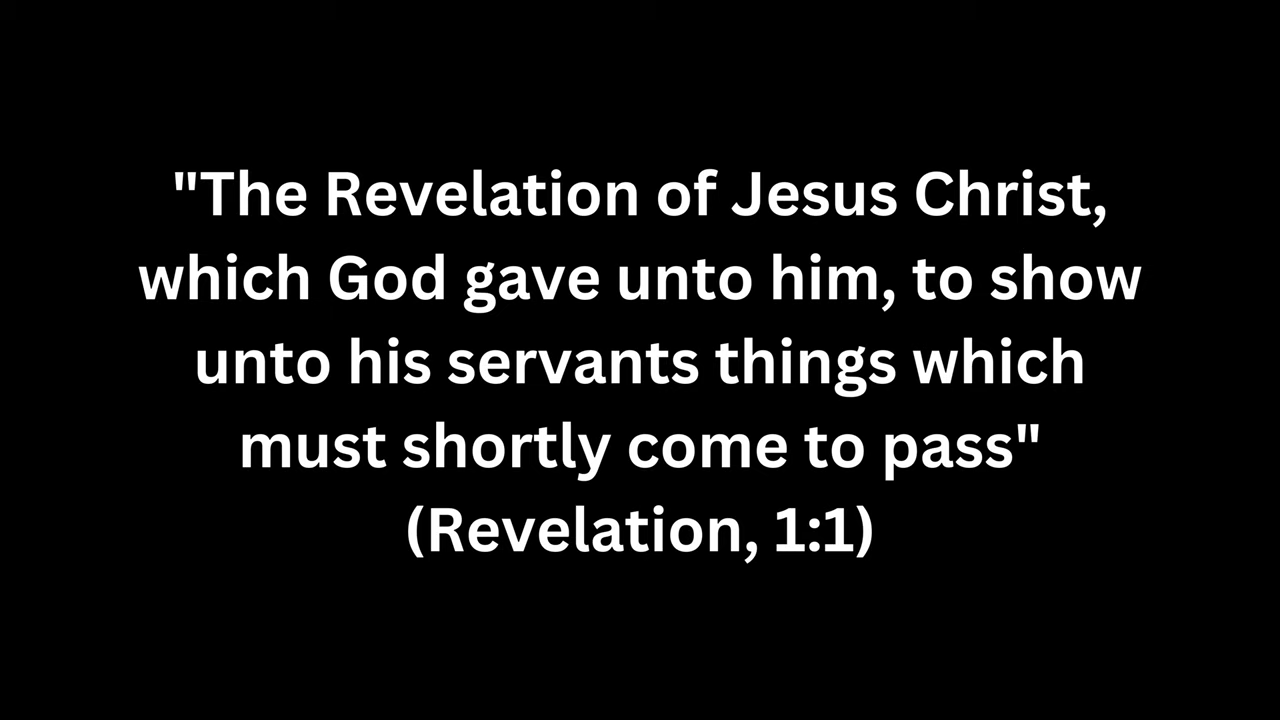 "The Revelation of Jesus Christ,
which God gave unto him, to show
unto his servants things which
must shortly come to pass"
(Revelation, 1:1)